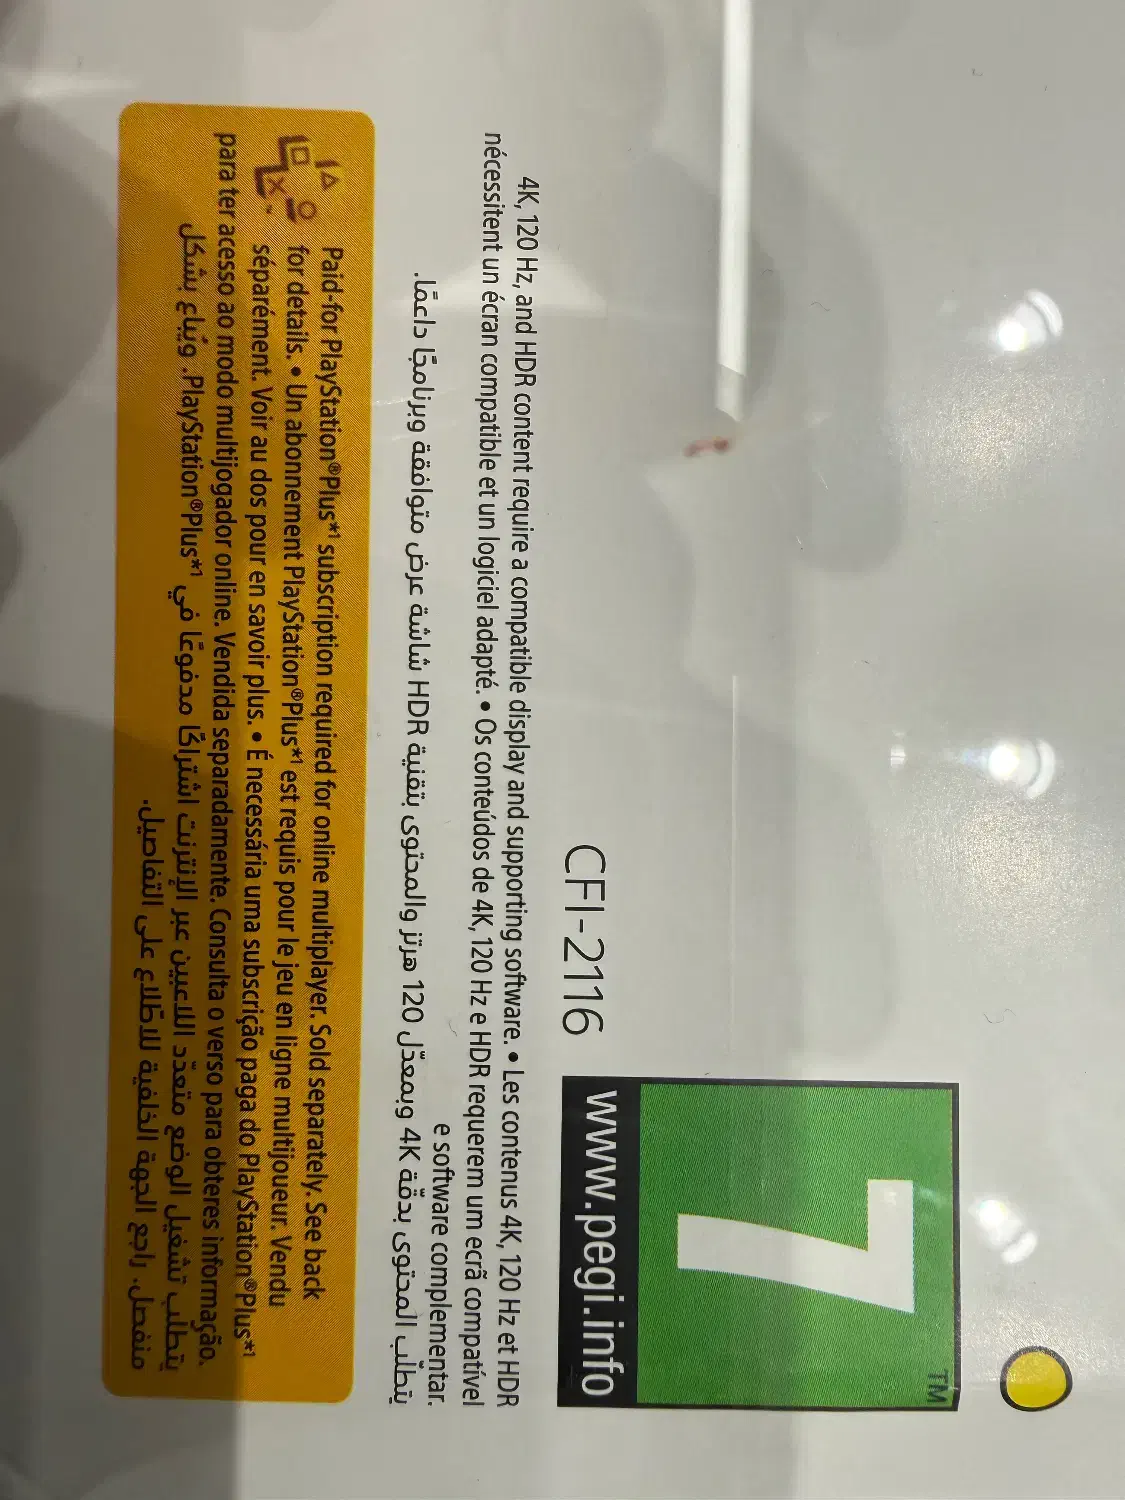 7
TM
www.pegi.info
CFI-2116
4K, 120 Hz, and HDR content require a compatible display and supporting software. • Les contenus 4K, 120 Hz et HDR
nécessitent un écran compatible et un logiciel adapté. • Os conteúdos de 4K, 120 Hz e HDR requerem um ecrã compatível
e software complementar.
يتطلّب المحتوى بدقّة 4K وبمعدّل 120 هرتز والمحتوى بتقنية HDR شاشة عرض متوافقة وبرنامجًا داعمًا.
Paid-for PlayStation®Plus*¹ subscription required for online multiplayer. Sold separately. See back
for details. • Un abonnement PlayStation®Plus*¹ est requis pour le jeu en ligne multijoueur. Vendu
séparément. Voir au dos pour en savoir plus. • É necessária uma subscrição paga do PlayStation®Plus*¹
para ter acesso ao modo multijogador online. Vendida separadamente. Consulta o verso para obteres informação.
يتطلب تشغيل الوضع متعدّد اللاعبين عبر الإنترنت اشتراكًا مدفوعًا في PlayStation®Plus*¹. ويُباع بشكل
منفصل. راجع الجهة الخلفية للاطّلاع على التفاصيل.